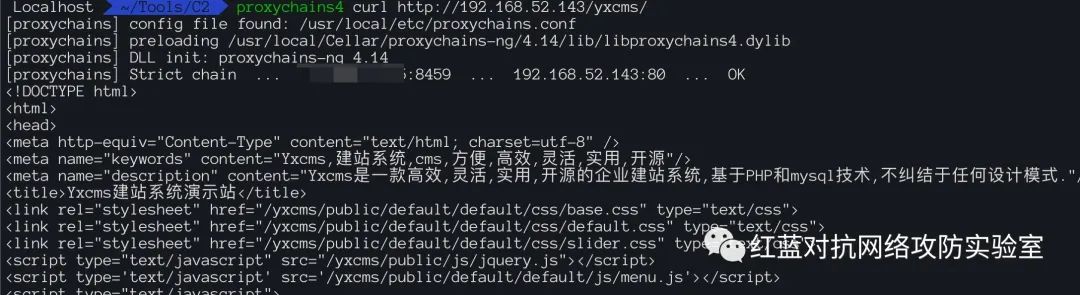 Localhost ~/Tools/C2 proxychains4 curl http://192.168.52.143/yxcms/
[proxychains] config file found: /usr/local/etc/proxychains.conf
[proxychains] preloading /usr/local/Cellar/proxychains-ng/4.14/lib/libproxychains4.dylib
[proxychains] DLL init: proxychains-ng 4.14
[proxychains] Strict chain ... :8459 ... 192.168.52.143:80 ... OK
<!DOCTYPE html>
<html>
<head>
<meta http-equiv="Content-Type" content="text/html; charset=utf-8" />
<meta name="keywords" content="Yxcms,建站系统,cms,方便,高效,灵活,实用,开源"/>
<meta name="description" content="Yxcms是一款高效,灵活,实用,开源的企业建站系统,基于PHP和mysql技术,不纠结于任何设计模式."/
<title>Yxcms建站系统演示站</title>
<link rel="stylesheet" href="/yxcms/public/default/default/css/base.css" type="text/css">
<link rel="stylesheet" href="/yxcms/public/default/default/css/default.css" type="text/css">
<link rel="stylesheet" href="/yxcms/public/default/default/css/slider.css"
红蓝对抗网络攻防实验室
<script type="text/javascript" src="/yxcms/public/js/jquery.js"></script>
<script type='text/javascript' src='/yxcms/public/default/default/js/menu.js'></script>
<script type="text/javascript">